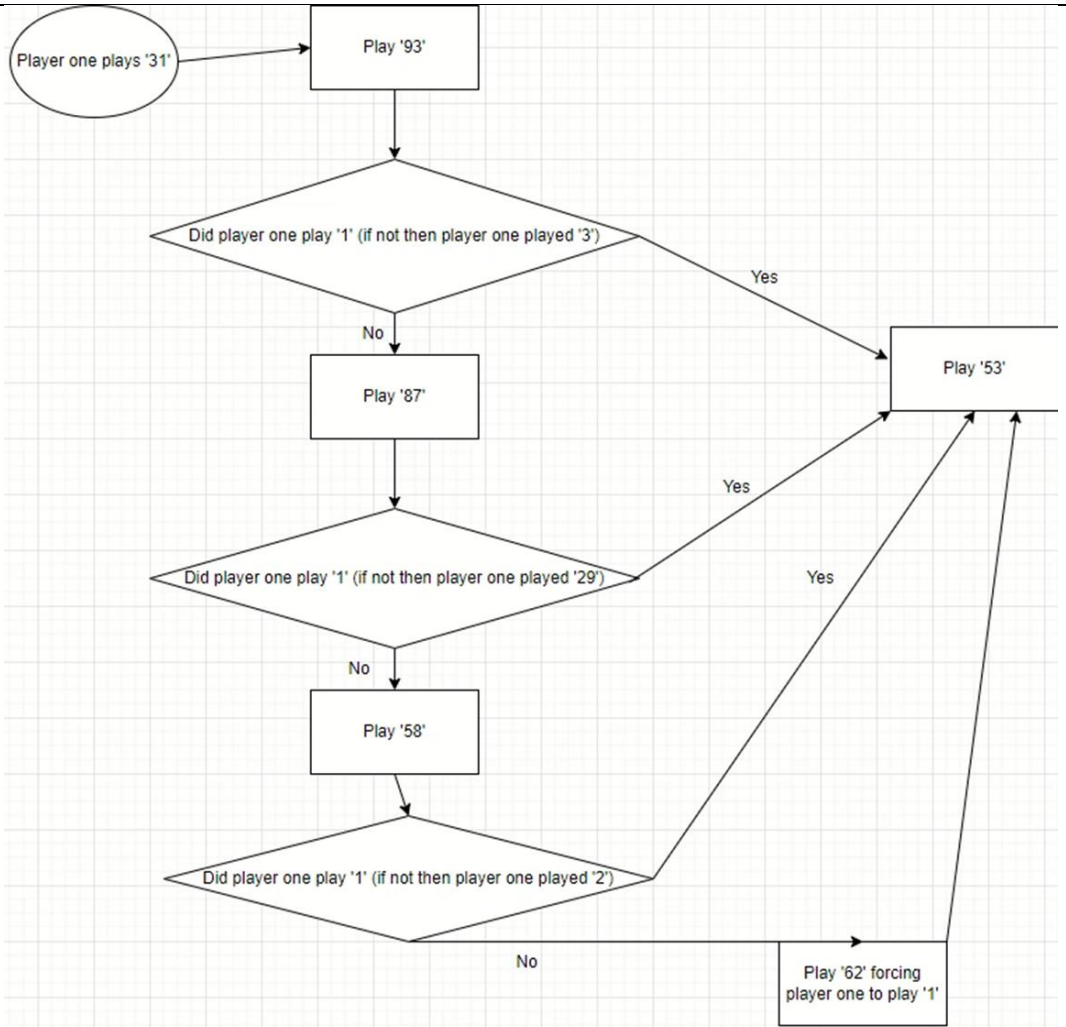 Player one plays '31'
Play '93'
Did player one play '1' (if not then player one played '3')
Yes
No
Play '53'
Play '87'
Yes
Did player one play '1' (if not then player one played '29')
Yes
No
Play '58'
Did player one play '1' (if not then player one played '2')
No
Play '62' forcing
player one to play '1'